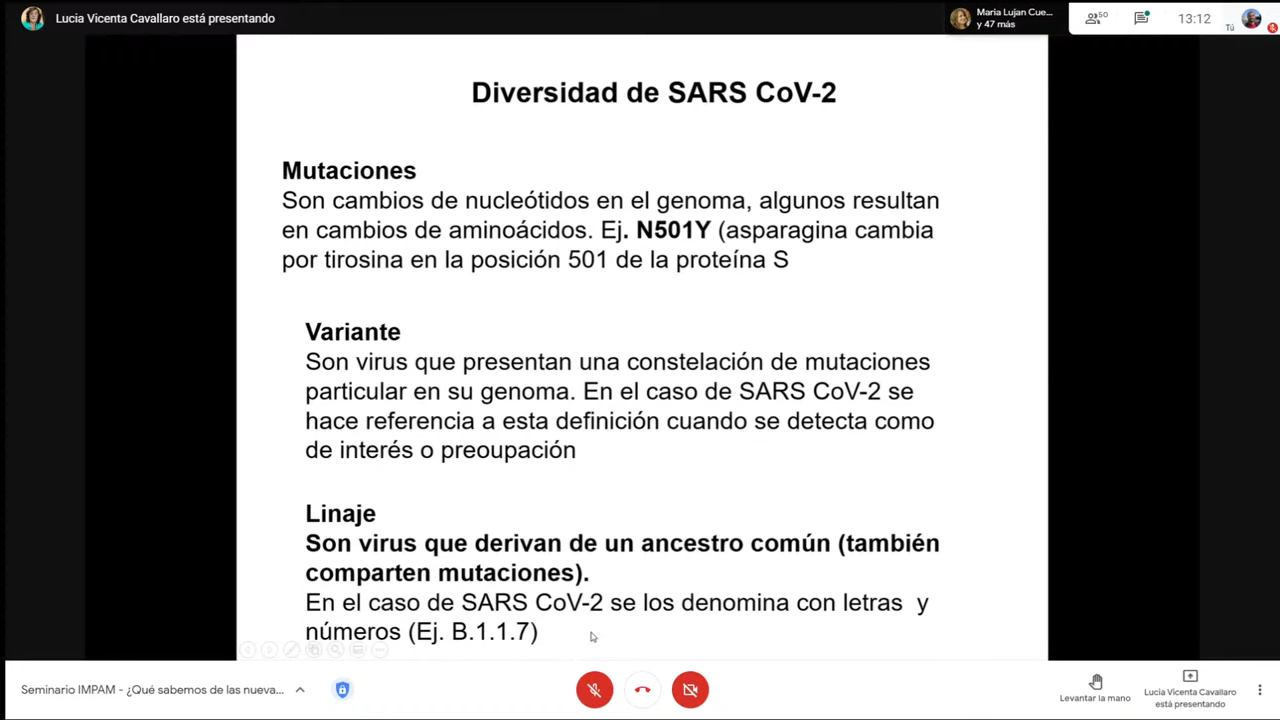 Lucia Vicenta Cavallaro está presentando
Maria Lujan Cue...
y 47 más
50
13:12
Tú
Diversidad de SARS CoV-2
Mutaciones
Son cambios de nucleótidos en el genoma, algunos resultan
en cambios de aminoácidos. Ej. N501Y (asparagina cambia
por tirosina en la posición 501 de la proteína S
Variante
Son virus que presentan una constelación de mutaciones
particular en su genoma. En el caso de SARS CoV-2 se
hace referencia a esta definición cuando se detecta como
de interés o preoupación
Linaje
Son virus que derivan de un ancestro común (también
comparten mutaciones).
En el caso de SARS CoV-2 se los denomina con letras y
números (Ej. B.1.1.7)
Seminario IMPAM - ¿Qué sabemos de las nueva...
Levantar la mano
Lucia Vicenta Cavallaro
está presentando